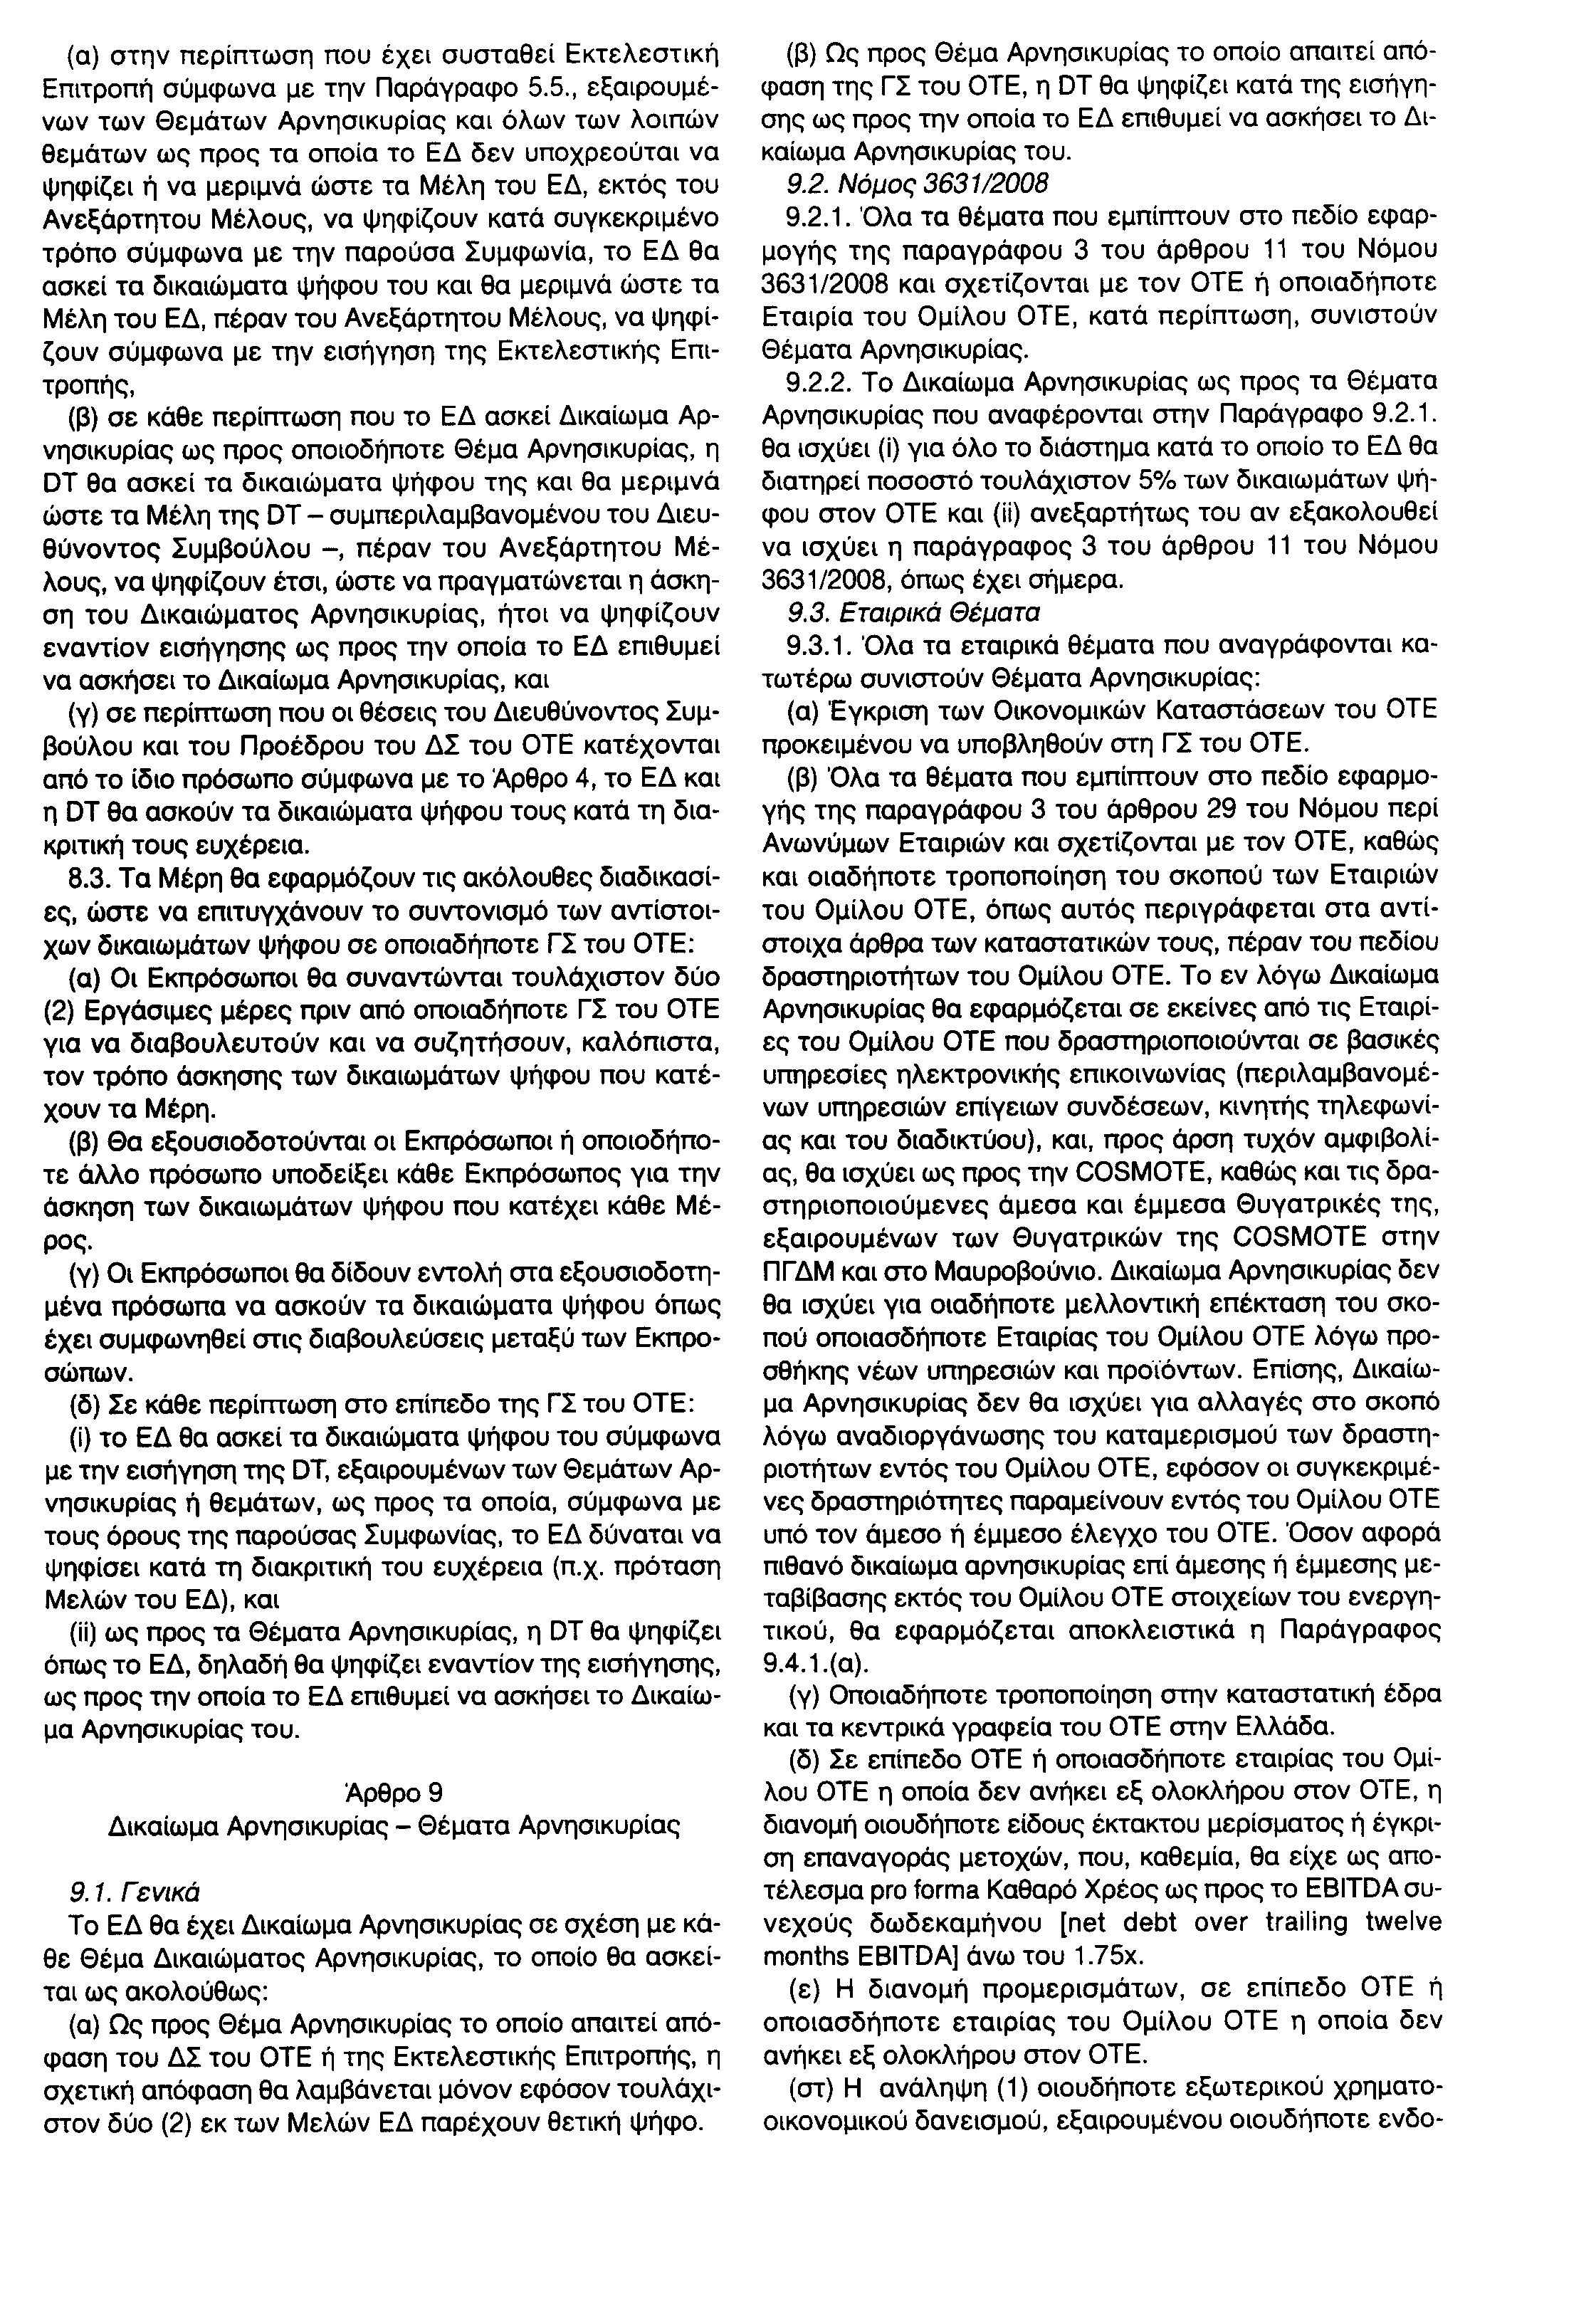 (α) στην περίπτωση που έχει συσταθεί Εκτελεστική
Επιτροπή σύμφωνα με την Παράγραφο 5.5., εξαιρουμέ-
νων των Θεμάτων Αρνησικυρίας και όλων των λοιπών
θεμάτων ως προς τα οποία το ΕΔ δεν υποχρεούται να
ψηφίζει ή να μεριμνά ώστε τα Μέλη του ΕΔ, εκτός του
Ανεξάρτητου Μέλους, να ψηφίζουν κατά συγκεκριμένο
τρόπο σύμφωνα με την παρούσα Συμφωνία, το ΕΔ θα
ασκεί τα δικαιώματα ψήφου του και θα μεριμνά ώστε τα
Μέλη του ΕΔ, πέραν του Ανεξάρτητου Μέλους, να ψηφί-
ζουν σύμφωνα με την εισήγηση της Εκτελεστικής Επι-
τροπής,
(β) σε κάθε περίπτωση που το ΕΔ ασκεί Δικαίωμα Αρ-
νησικυρίας ως προς οποιοδήποτε Θέμα Αρνησικυρίας, η
DT θα ασκεί τα δικαιώματα ψήφου της και θα μεριμνά
ώστε τα Μέλη της DT – συμπεριλαμβανομένου του Διευ-
θύνοντος Συμβούλου –, πέραν του Ανεξάρτητου Μέ-
λους, να ψηφίζουν έτσι, ώστε να πραγματώνεται η άσκη-
ση του Δικαιώματος Αρνησικυρίας, ήτοι να ψηφίζουν
εναντίον εισήγησης ως προς την οποία το ΕΔ επιθυμεί
να ασκήσει το Δικαίωμα Αρνησικυρίας, και
(γ) σε περίπτωση που οι θέσεις του Διευθύνοντος Συμ-
βούλου και του Προέδρου του ΔΣ του ΟΤΕ κατέχονται
από το ίδιο πρόσωπο σύμφωνα με το Άρθρο 4, το ΕΔ και
η DT θα ασκούν τα δικαιώματα ψήφου τους κατά τη δια-
κριτική τους ευχέρεια.
8.3. Τα Μέρη θα εφαρμόζουν τις ακόλουθες διαδικασί-
ες, ώστε να επιτυγχάνουν το συντονισμό των αντίστοι-
χων δικαιωμάτων ψήφου σε οποιαδήποτε ΓΣ του ΟΤΕ:
(α) Οι Εκπρόσωποι θα συναντώνται τουλάχιστον δύο
(2) Εργάσιμες μέρες πριν από οποιαδήποτε ΓΣ του ΟΤΕ
για να διαβουλευτούν και να συζητήσουν, καλόπιστα,
τον τρόπο άσκησης των δικαιωμάτων ψήφου που κατέ-
χουν τα Μέρη.
(β) Θα εξουσιοδοτούνται οι Εκπρόσωποι ή οποιοδήπο-
τε άλλο πρόσωπο υποδείξει κάθε Εκπρόσωπος για την
άσκηση των δικαιωμάτων ψήφου που κατέχει κάθε Μέ-
ρος.
(γ) Οι Εκπρόσωποι θα δίδουν εντολή στα εξουσιοδοτη-
μένα πρόσωπα να ασκούν τα δικαιώματα ψήφου όπως
έχει συμφωνηθεί στις διαβουλεύσεις μεταξύ των Εκπρο-
σώπων.
(δ) Σε κάθε περίπτωση στο επίπεδο της ΓΣ του ΟΤΕ:
(i) το ΕΔ θα ασκεί τα δικαιώματα ψήφου του σύμφωνα
με την εισήγηση της DT, εξαιρουμένων των Θεμάτων Αρ-
νησικυρίας ή θεμάτων, ως προς τα οποία, σύμφωνα με
τους όρους της παρούσας Συμφωνίας, το ΕΔ δύναται να
ψηφίσει κατά τη διακριτική του ευχέρεια (π.χ. πρόταση
Μελών του ΕΔ), και
(ii) ως προς τα Θέματα Αρνησικυρίας, η DT θα ψηφίζει
όπως το ΕΔ, δηλαδή θα ψηφίζει εναντίον της εισήγησης,
ως προς την οποία το ΕΔ επιθυμεί να ασκήσει το Δικαίω-
μα Αρνησικυρίας του.
Άρθρο 9
Δικαίωμα Αρνησικυρίας – Θέματα Αρνησικυρίας
9.1. Γενικά
Το ΕΔ θα έχει Δικαίωμα Αρνησικυρίας σε σχέση με κά-
θε Θέμα Δικαιώματος Αρνησικυρίας, το οποίο θα ασκεί-
ται ως ακολούθως:
(α) Ως προς Θέμα Αρνησικυρίας το οποίο απαιτεί από-
φαση του ΔΣ του ΟΤΕ ή της Εκτελεστικής Επιτροπής, η
σχετική απόφαση θα λαμβάνεται μόνον εφόσον τουλάχι-
στον δύο (2) εκ των Μελών ΕΔ παρέχουν θετική ψήφο.
(β) Ως προς Θέμα Αρνησικυρίας το οποίο απαιτεί από-
φαση της ΓΣ του ΟΤΕ, η DT θα ψηφίζει κατά της εισήγη-
σης ως προς την οποία το ΕΔ επιθυμεί να ασκήσει το Δι-
καίωμα Αρνησικυρίας του.
9.2. Νόμος 3631/2008
9.2.1. Όλα τα θέματα που εμπίπτουν στο πεδίο εφαρ-
μογής της παραγράφου 3 του άρθρου 11 του Νόμου
3631/2008 και σχετίζονται με τον ΟΤΕ ή οποιαδήποτε
Εταιρία του Ομίλου ΟΤΕ, κατά περίπτωση, συνιστούν
Θέματα Αρνησικυρίας.
9.2.2. Το Δικαίωμα Αρνησικυρίας ως προς τα Θέματα
Αρνησικυρίας που αναφέρονται στην Παράγραφο 9.2.1.
θα ισχύει (i) για όλο το διάστημα κατά το οποίο το ΕΔ θα
διατηρεί ποσοστό τουλάχιστον 5% των δικαιωμάτων ψή-
φου στον ΟΤΕ και (ii) ανεξαρτήτως του αν εξακολουθεί
να ισχύει η παράγραφος 3 του άρθρου 11 του Νόμου
3631/2008, όπως έχει σήμερα.
9.3. Εταιρικά Θέματα
9.3.1. Όλα τα εταιρικά θέματα που αναγράφονται κα-
τωτέρω συνιστούν Θέματα Αρνησικυρίας:
(α) Έγκριση των Οικονομικών Καταστάσεων του ΟΤΕ
προκειμένου να υποβληθούν στη ΓΣ του ΟΤΕ.
(β) Όλα τα θέματα που εμπίπτουν στο πεδίο εφαρμο-
γής της παραγράφου 3 του άρθρου 29 του Νόμου περί
Ανωνύμων Εταιριών και σχετίζονται με τον ΟΤΕ, καθώς
και οιαδήποτε τροποποίηση του σκοπού των Εταιριών
του Ομίλου ΟΤΕ, όπως αυτός περιγράφεται στα αντί-
στοιχα άρθρα των καταστατικών τους, πέραν του πεδίου
δραστηριοτήτων του Ομίλου ΟΤΕ. Το εν λόγω Δικαίωμα
Αρνησικυρίας θα εφαρμόζεται σε εκείνες από τις Εταιρί-
ες του Ομίλου ΟΤΕ που δραστηριοποιούνται σε βασικές
υπηρεσίες ηλεκτρονικής επικοινωνίας (περιλαμβανομέ-
νων υπηρεσιών επίγειων συνδέσεων, κινητής τηλεφωνί-
ας και του διαδικτύου), και, προς άρση τυχόν αμφιβολί-
ας, θα ισχύει ως προς την COSMOTE, καθώς και τις δρα-
στηριοποιούμενες άμεσα και έμμεσα Θυγατρικές της,
εξαιρουμένων των Θυγατρικών της COSMOTE στην
ΠΓΔΜ και στο Μαυροβούνιο. Δικαίωμα Αρνησικυρίας δεν
θα ισχύει για οιαδήποτε μελλοντική επέκταση του σκο-
πού οποιασδήποτε Εταιρίας του Ομίλου ΟΤΕ λόγω προ-
σθήκης νέων υπηρεσιών και προϊόντων. Επίσης, Δικαίω-
μα Αρνησικυρίας δεν θα ισχύει για αλλαγές στο σκοπό
λόγω αναδιοργάνωσης του καταμερισμού των δραστη-
ριοτήτων εντός του Ομίλου ΟΤΕ, εφόσον οι συγκεκριμέ-
νες δραστηριότητες παραμείνουν εντός του Ομίλου ΟΤΕ
υπό τον άμεσο ή έμμεσο έλεγχο του ΟΤΕ. Όσον αφορά
πιθανό δικαίωμα αρνησικυρίας επί άμεσης ή έμμεσης με-
ταβίβασης εκτός του Ομίλου ΟΤΕ στοιχείων του ενεργη-
τικού, θα εφαρμόζεται αποκλειστικά η Παράγραφος
9.4.1.(α).
(γ) Οποιαδήποτε τροποποίηση στην καταστατική έδρα
και τα κεντρικά γραφεία του ΟΤΕ στην Ελλάδα.
(δ) Σε επίπεδο ΟΤΕ ή οποιασδήποτε εταιρίας του Ομί-
λου ΟΤΕ η οποία δεν ανήκει εξ ολοκλήρου στον ΟΤΕ, η
διανομή οιουδήποτε είδους έκτακτου μερίσματος ή έγκρι-
ση επαναγοράς μετοχών, που, καθεμία, θα είχε ως απο-
τέλεσμα pro forma Καθαρό Χρέος ως προς το EBITDA συ-
νεχούς δωδεκαμήνου [net debt over trailing twelve
months EBITDA] άνω του 1.75x.
(ε) Η διανομή προμερισμάτων, σε επίπεδο ΟΤΕ ή
οποιασδήποτε εταιρίας του Ομίλου ΟΤΕ η οποία δεν
ανήκει εξ ολοκλήρου στον ΟΤΕ.
(στ) Η ανάληψη (1) οιουδήποτε εξωτερικού χρηματο-
οικονομικού δανεισμού, εξαιρουμένου οιουδήποτε ενδο-